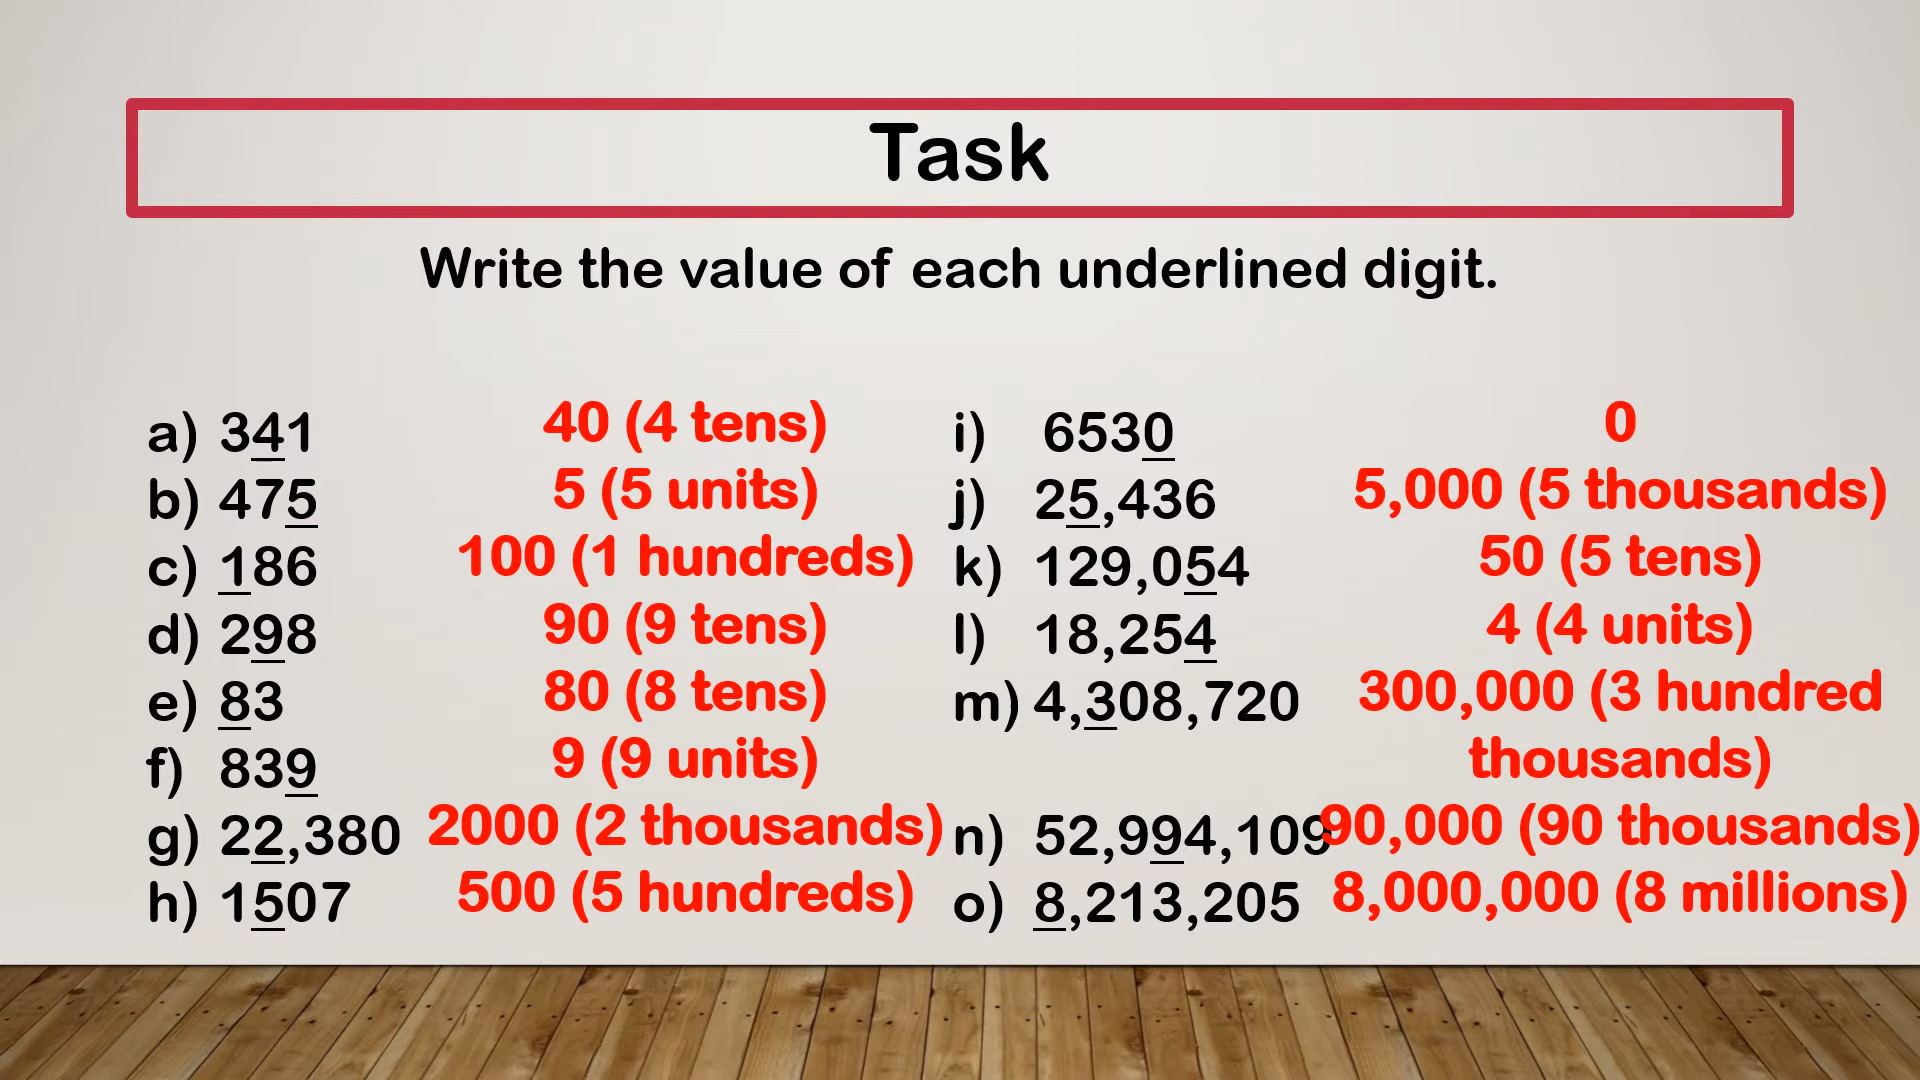 Task
Write the value of each underlined digit.
a) 341 40 (4 tens)
b) 475 5 (5 units)
c) 186 100 (1 hundreds)
d) 298 90 (9 tens)
e) 83 80 (8 tens)
f) 839 9 (9 units)
g) 22,380 2000 (2 thousands)
h) 1507 500 (5 hundreds)
i) 6530 0
j) 25,436 5,000 (5 thousands)
k) 129,054 50 (5 tens)
l) 18,254 4 (4 units)
m) 4,308,720 300,000 (3 hundred
thousands)
n) 52,994,109 90,000 (90 thousands)
o) 8,213,205 8,000,000 (8 millions)